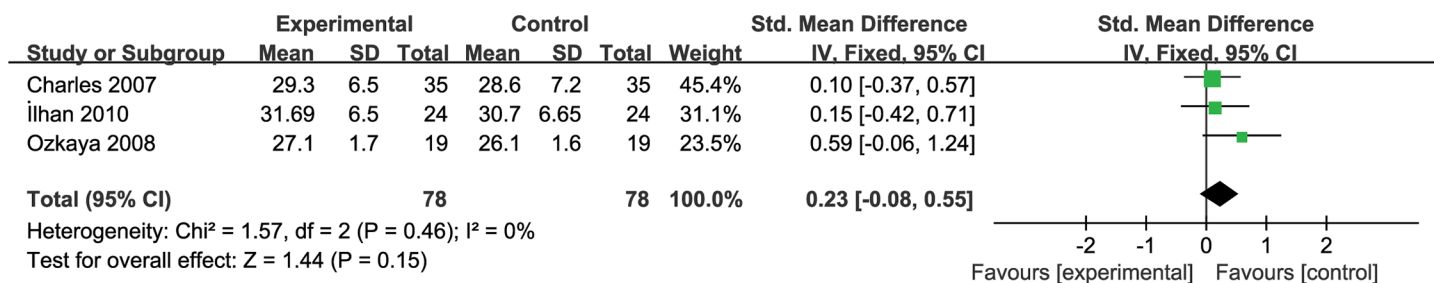 Experimental Control Std. Mean Difference Std. Mean Difference
Study or Subgroup Mean SD Total Mean SD Total Weight IV, Fixed, 95% CI IV, Fixed, 95% CI
Charles 2007 29.3 6.5 35 28.6 7.2 35 45.4% 0.10 [-0.37, 0.57]
İlhan 2010 31.69 6.5 24 30.7 6.65 24 31.1% 0.15 [-0.42, 0.71]
Ozkaya 2008 27.1 1.7 19 26.1 1.6 19 23.5% 0.59 [-0.06, 1.24]
Total (95% CI) 78 78 100.0% 0.23 [-0.08, 0.55]
Heterogeneity: Chi² = 1.57, df = 2 (P = 0.46); I² = 0%
Test for overall effect: Z = 1.44 (P = 0.15)
-2 -1 0 1 2
Favours [experimental] Favours [control]